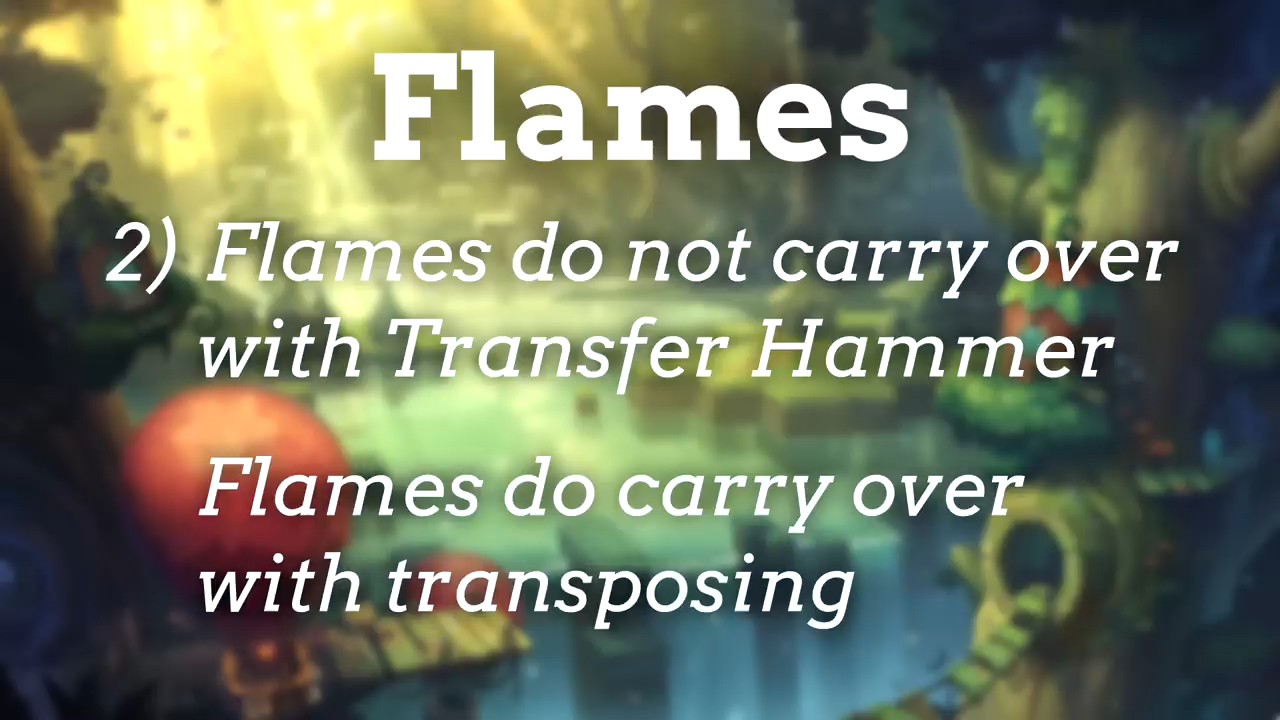 Flames
2) Flames do not carry over
with Transfer Hammer
Flames do carry over
with transposing